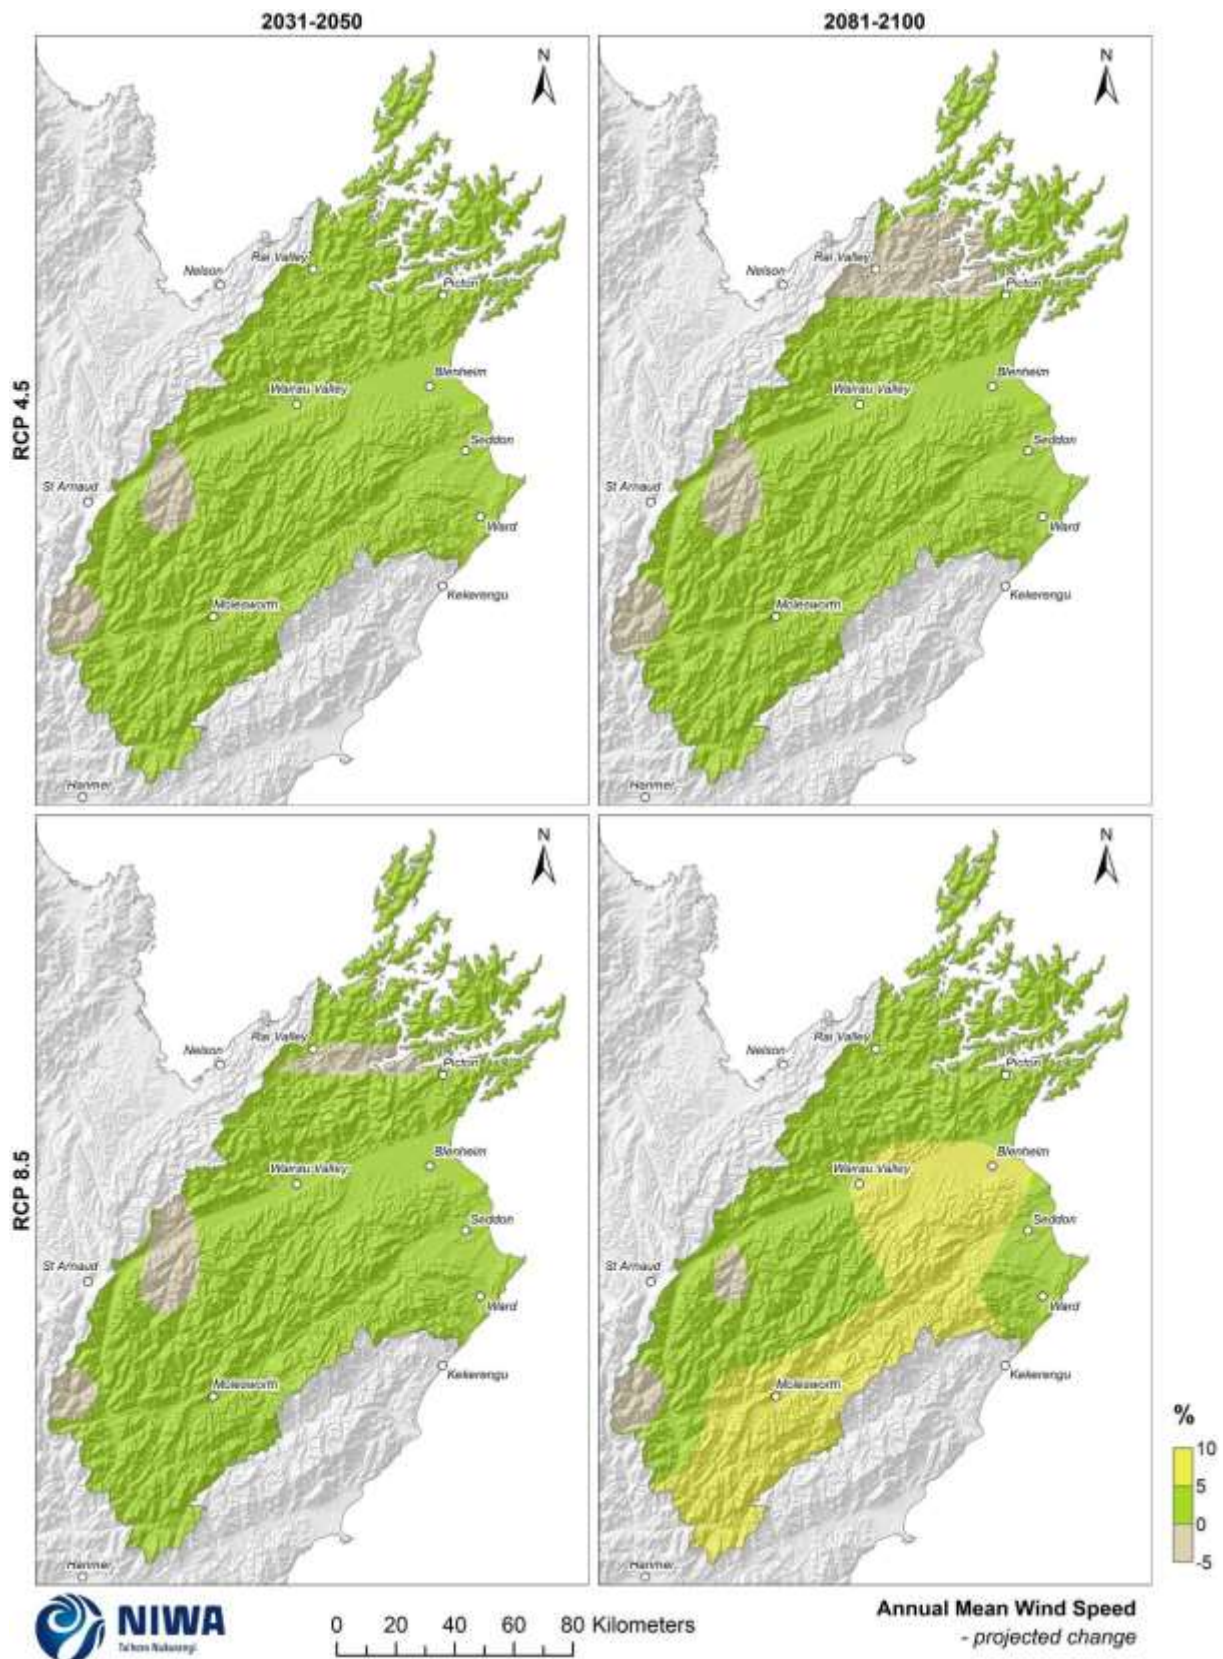 2031-2050
2081-2100
RCP 4.5
N
Nelson
Rai Valley
Picton
Wairau Valley
Blenheim
Seddon
St Arnaud
Ward
Kekerengu
Molesworth
Hanmer
N
Nelson
Rai Valley
Picton
Wairau Valley
Blenheim
Seddon
St Arnaud
Ward
Kekerengu
Molesworth
Hanmer
RCP 8.5
N
Nelson
Rai Valley
Picton
Wairau Valley
Blenheim
Seddon
St Arnaud
Ward
Kekerengu
Molesworth
Hanmer
N
Nelson
Rai Valley
Picton
Wairau Valley
Blenheim
Seddon
St Arnaud
Ward
Kekerengu
Molesworth
Hanmer
%
10
5
0
-5
NIWA
Taihoro Nukurangi
0 20 40 60 80 Kilometers
Annual Mean Wind Speed
- projected change